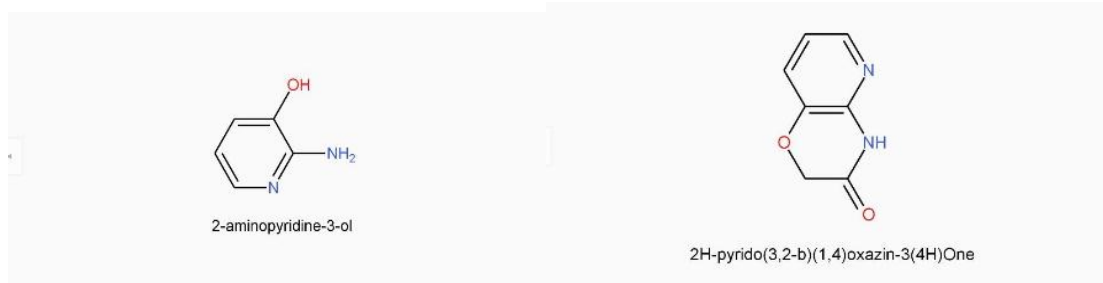 OH
NH2
N
2-aminopyridine-3-ol
N
O
NH
O
2H-pyrido(3,2-b)(1,4)oxazin-3(4H)One